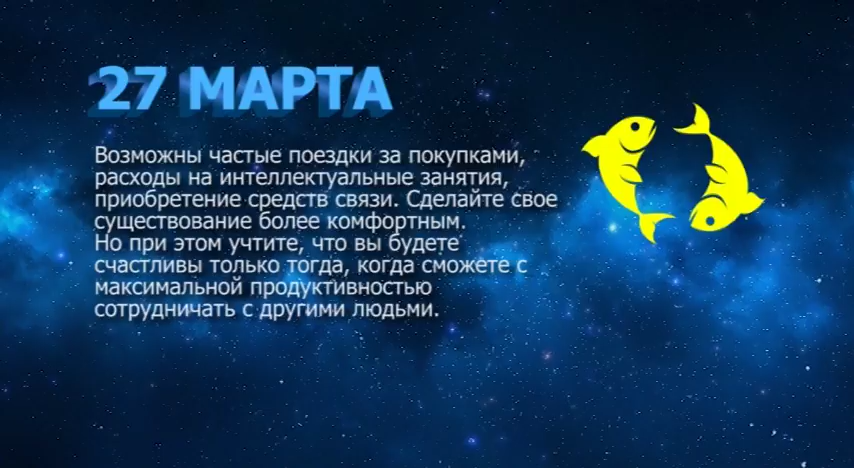 27 МАРТА
Возможны частые поездки за покупками,
расходы на интеллектуальные занятия,
приобретение средств связи. Сделайте свое
существование более комфортным.
Но при этом учтите, что вы будете
счастливы только тогда, когда сможете с
максимальной продуктивностью
сотрудничать с другими людьми.